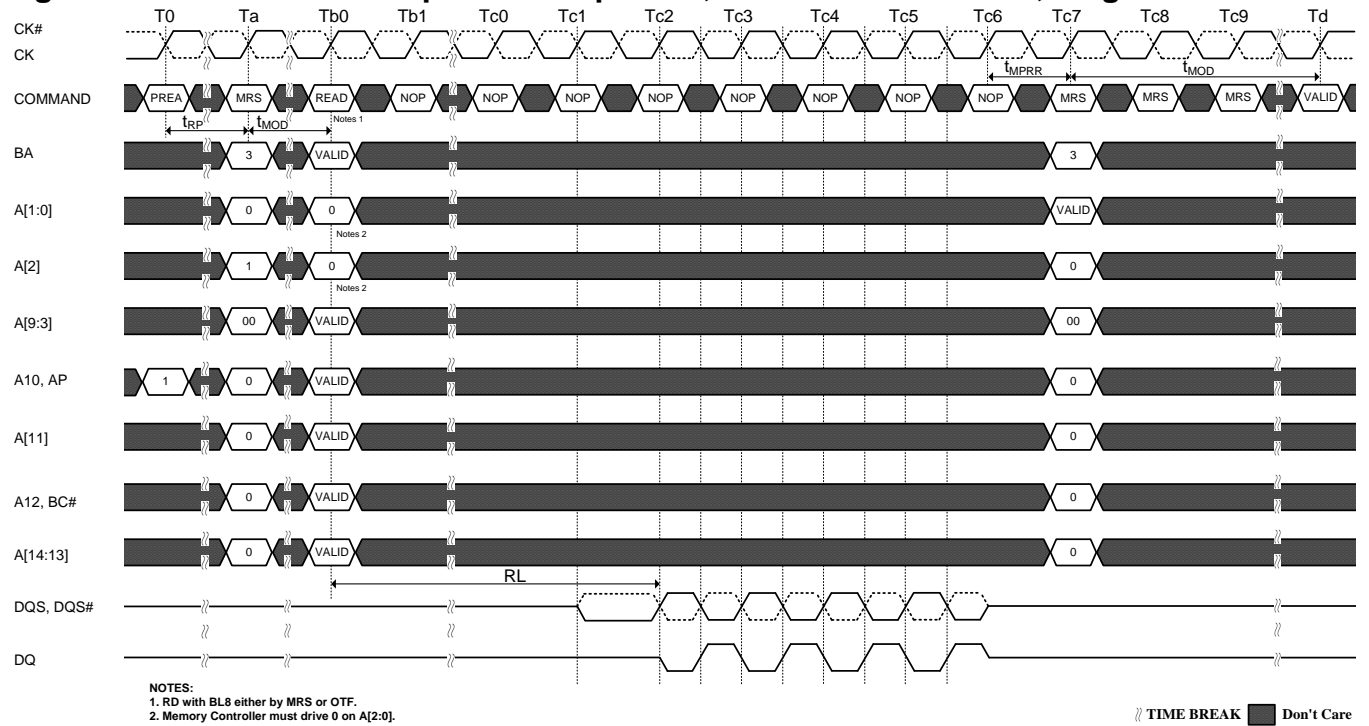 T0 Ta Tb0 Tb1 Tc0 Tc1 Tc2 Tc3 Tc4 Tc5 Tc6 Tc7 Tc8 Tc9 Td
CK#
CK
tMPRR tMOD
COMMAND PREA MRS READ NOP NOP NOP NOP NOP NOP NOP NOP MRS MRS MRS VALID
Notes 1
tRP tMOD
BA 3 VALID 3
A[1:0] 0 0 VALID
Notes 2
A[2] 1 0 0
Notes 2
A[9:3] 00 VALID 00
A10, AP 1 0 VALID 0
A[11] 0 VALID 0
A12, BC# 0 VALID 0
A[14:13] 0 VALID 0
RL
DQS, DQS#
DQ
NOTES:
1. RD with BL8 either by MRS or OTF.
2. Memory Controller must drive 0 on A[2:0].
TIME BREAK Don't Care